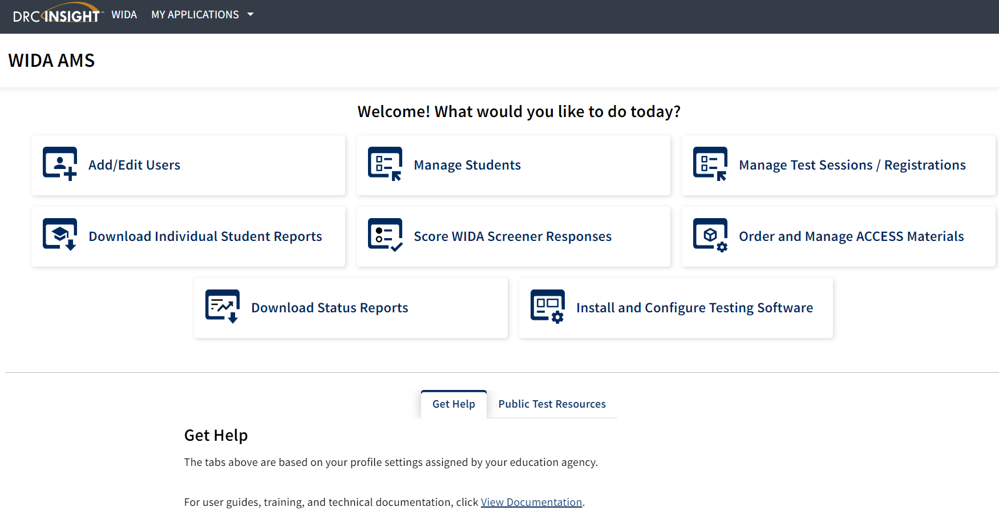 DRC INSIGHT™ WIDA MY APPLICATIONS
WIDA AMS
Welcome! What would you like to do today?
Add/Edit Users
Manage Students
Manage Test Sessions / Registrations
Download Individual Student Reports
Score WIDA Screener Responses
Order and Manage ACCESS Materials
Download Status Reports
Install and Configure Testing Software
Get Help
Public Test Resources
Get Help
The tabs above are based on your profile settings assigned by your education agency.
For user guides, training, and technical documentation, click View Documentation.